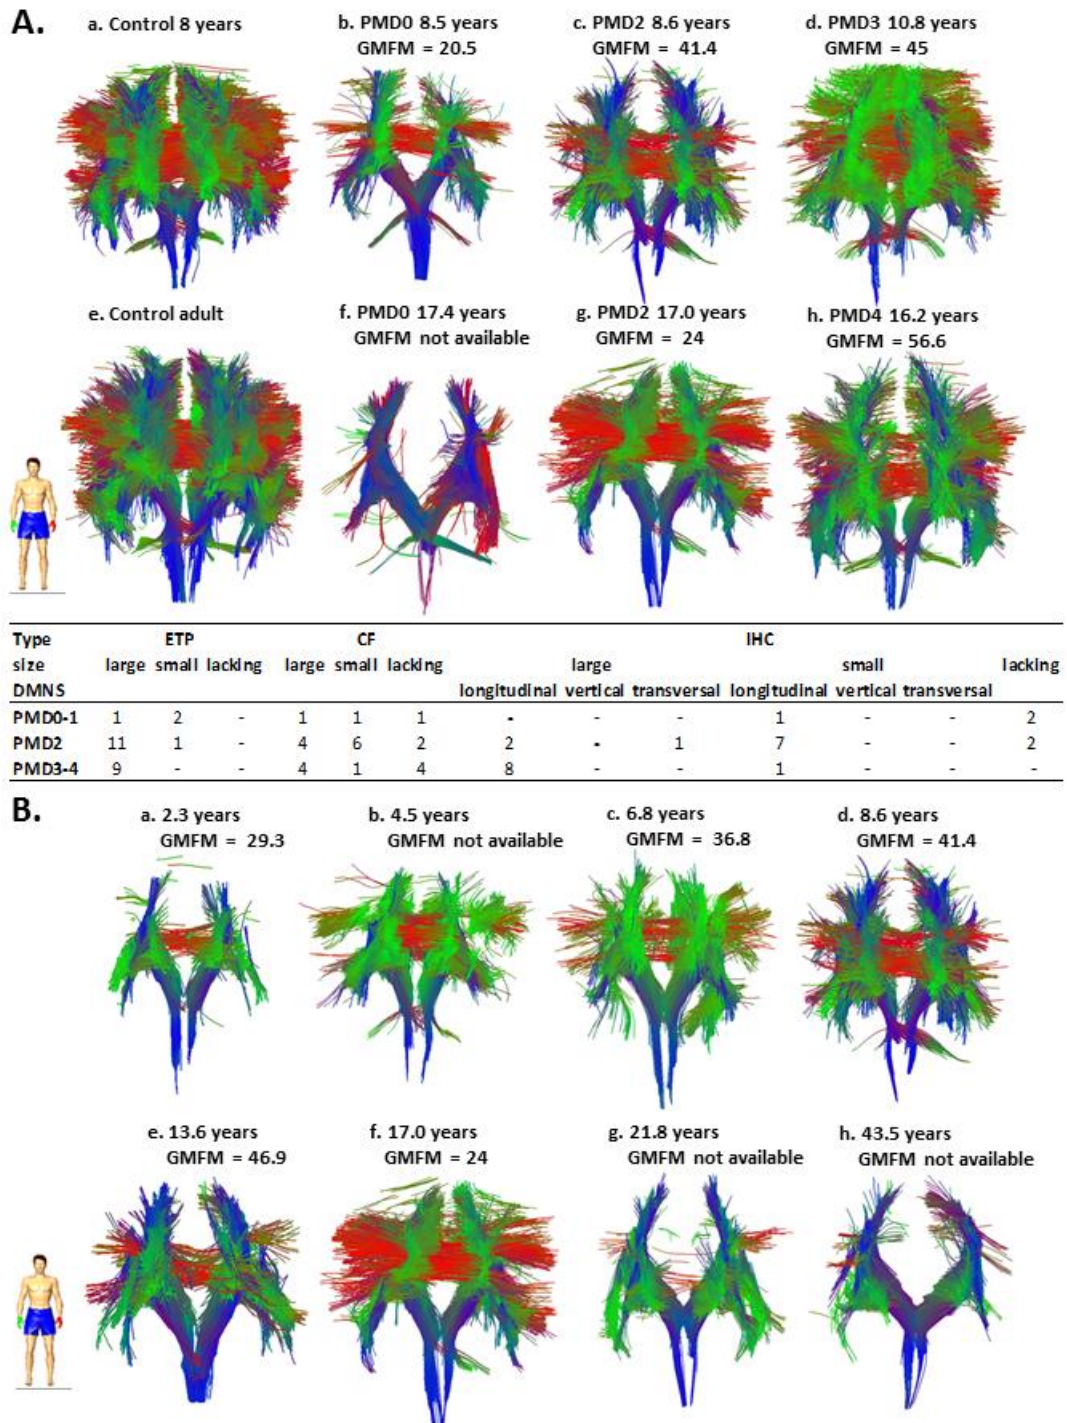 A.
a. Control 8 years
b. PMD0 8.5 years
GMFM = 20.5
c. PMD2 8.6 years
GMFM = 41.4
d. PMD3 10.8 years
GMFM = 45
e. Control adult
f. PMD0 17.4 years
GMFM not available
g. PMD2 17.0 years
GMFM = 24
h. PMD4 16.2 years
GMFM = 56.6
Type ETP CF IHC
size large small lacking large small lacking large small lacking
DMNS longitudinal vertical transversal longitudinal vertical transversal
PMD0-1 1 2 - 1 1 1 - - - 1 - - 2
PMD2 11 1 - 4 6 2 2 - 1 7 - - 2
PMD3-4 9 - - 4 1 4 8 - - 1 - - -
B.
a. 2.3 years
GMFM = 29.3
b. 4.5 years
GMFM not available
c. 6.8 years
GMFM = 36.8
d. 8.6 years
GMFM = 41.4
e. 13.6 years
GMFM = 46.9
f. 17.0 years
GMFM = 24
g. 21.8 years
GMFM not available
h. 43.5 years
GMFM not available